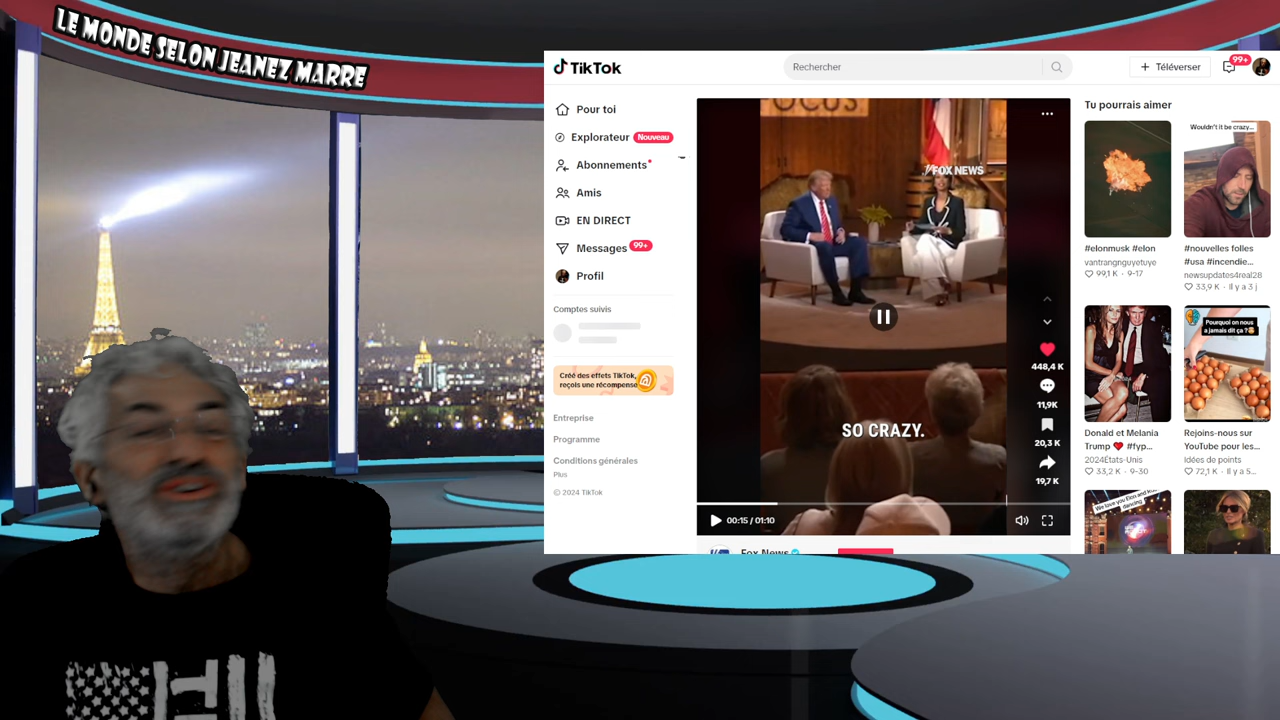 LE MONDE SELON JEANEZ MARRE
TikTok
Rechercher
Téléverser
99+
Pour toi
Explorateur
Nouveau
Abonnements
Amis
EN DIRECT
Messages
99+
Profil
Comptes suivis
Créé des effets TikTok,
reçois une récompense
Entreprise
Programme
Conditions générales
Plus
© 2024 TikTok
OCUS
FOX NEWS
SO CRAZY.
448,4 K
11,9K
20,3 K
19,7 K
00:15 / 01:10
Fox News
Tu pourrais aimer
#elonmusk #elon
vantrangnguyetuye
99,1 K · 9-17
Wouldn't it be crazy...
#nouvelles folies
#usa #incendie...
newsupdates4real28
33,9 K · Il y a 3 j
Donald et Melania
Trump ❤️ #fyp...
2024États-Unis
33,2 K · 9-30
Pourquoi on nous
a jamais dit ça ?
Rejoins-nous sur
YouTube pour les...
Idées de points
72,1 K · Il y a 5...
dancing